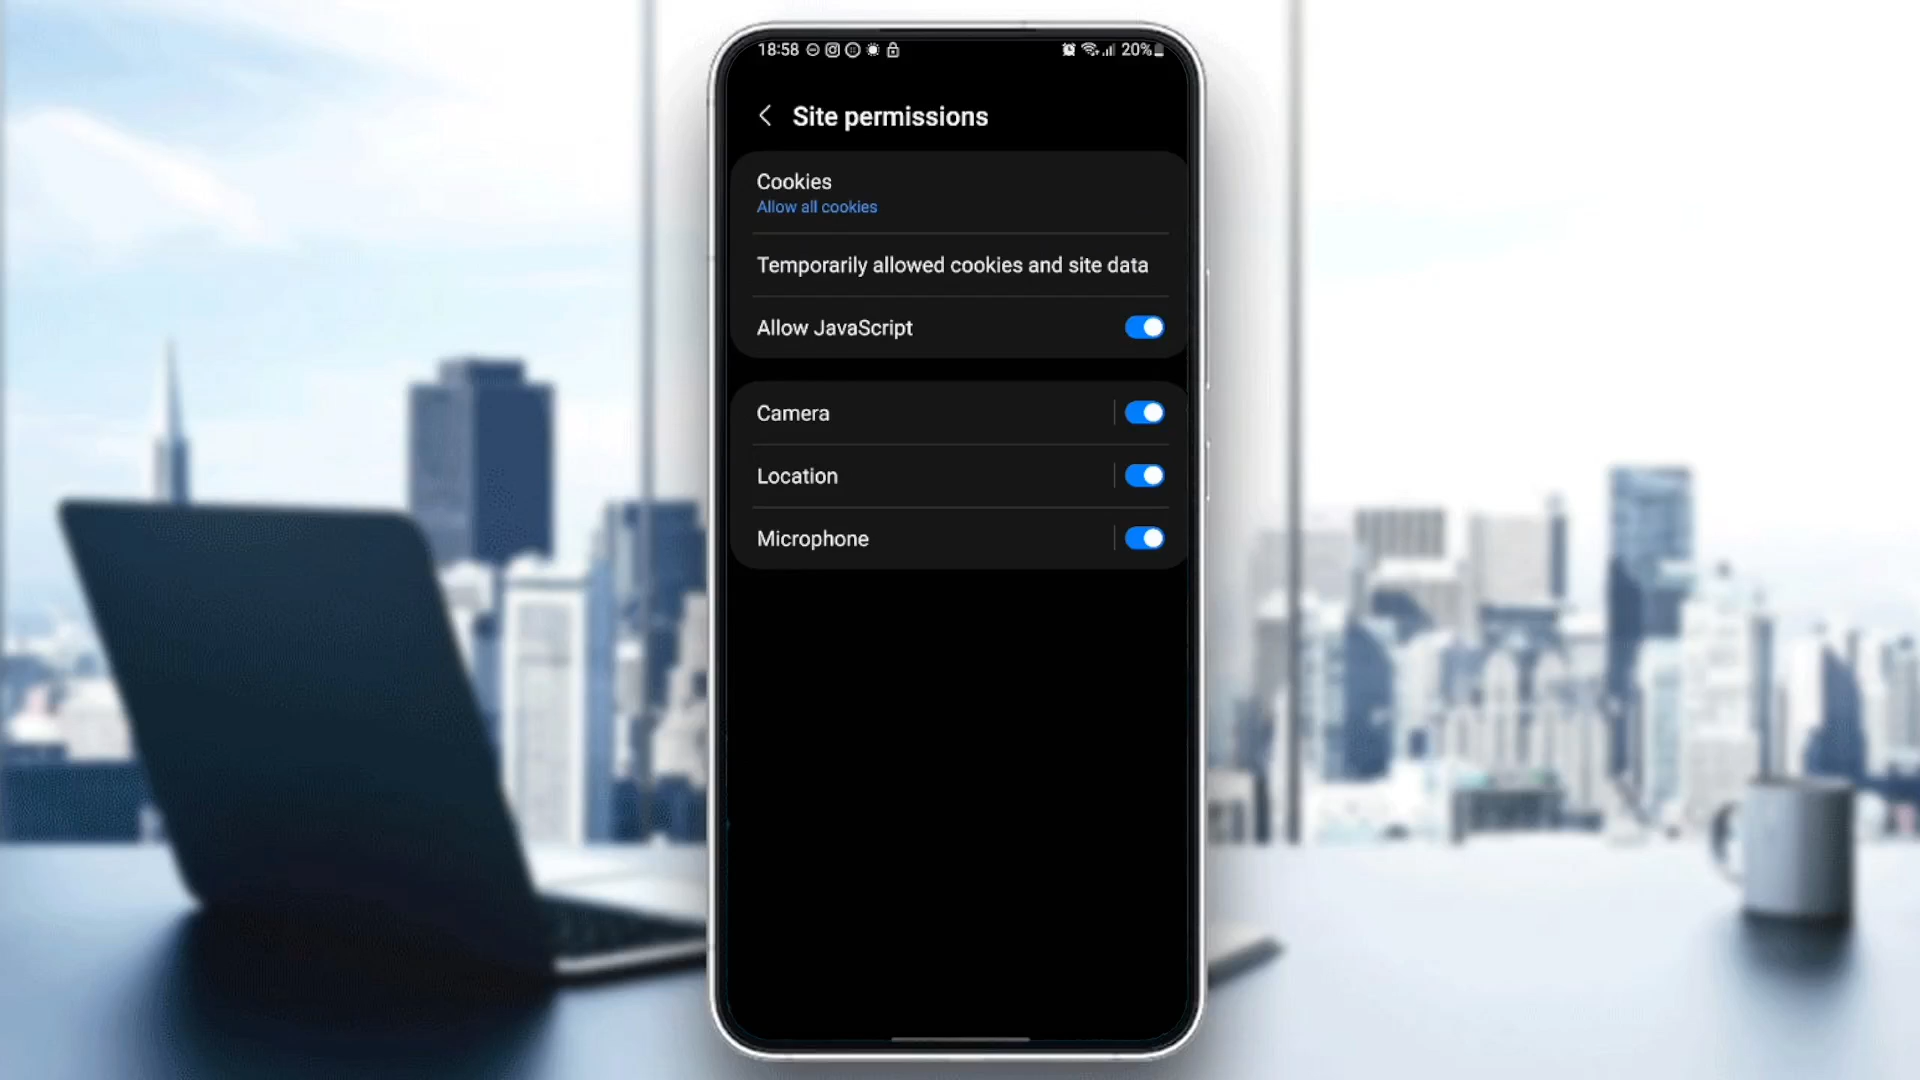 18:58
20%
Site permissions
Cookies
Allow all cookies
Temporarily allowed cookies and site data
Allow JavaScript
Camera
Location
Microphone